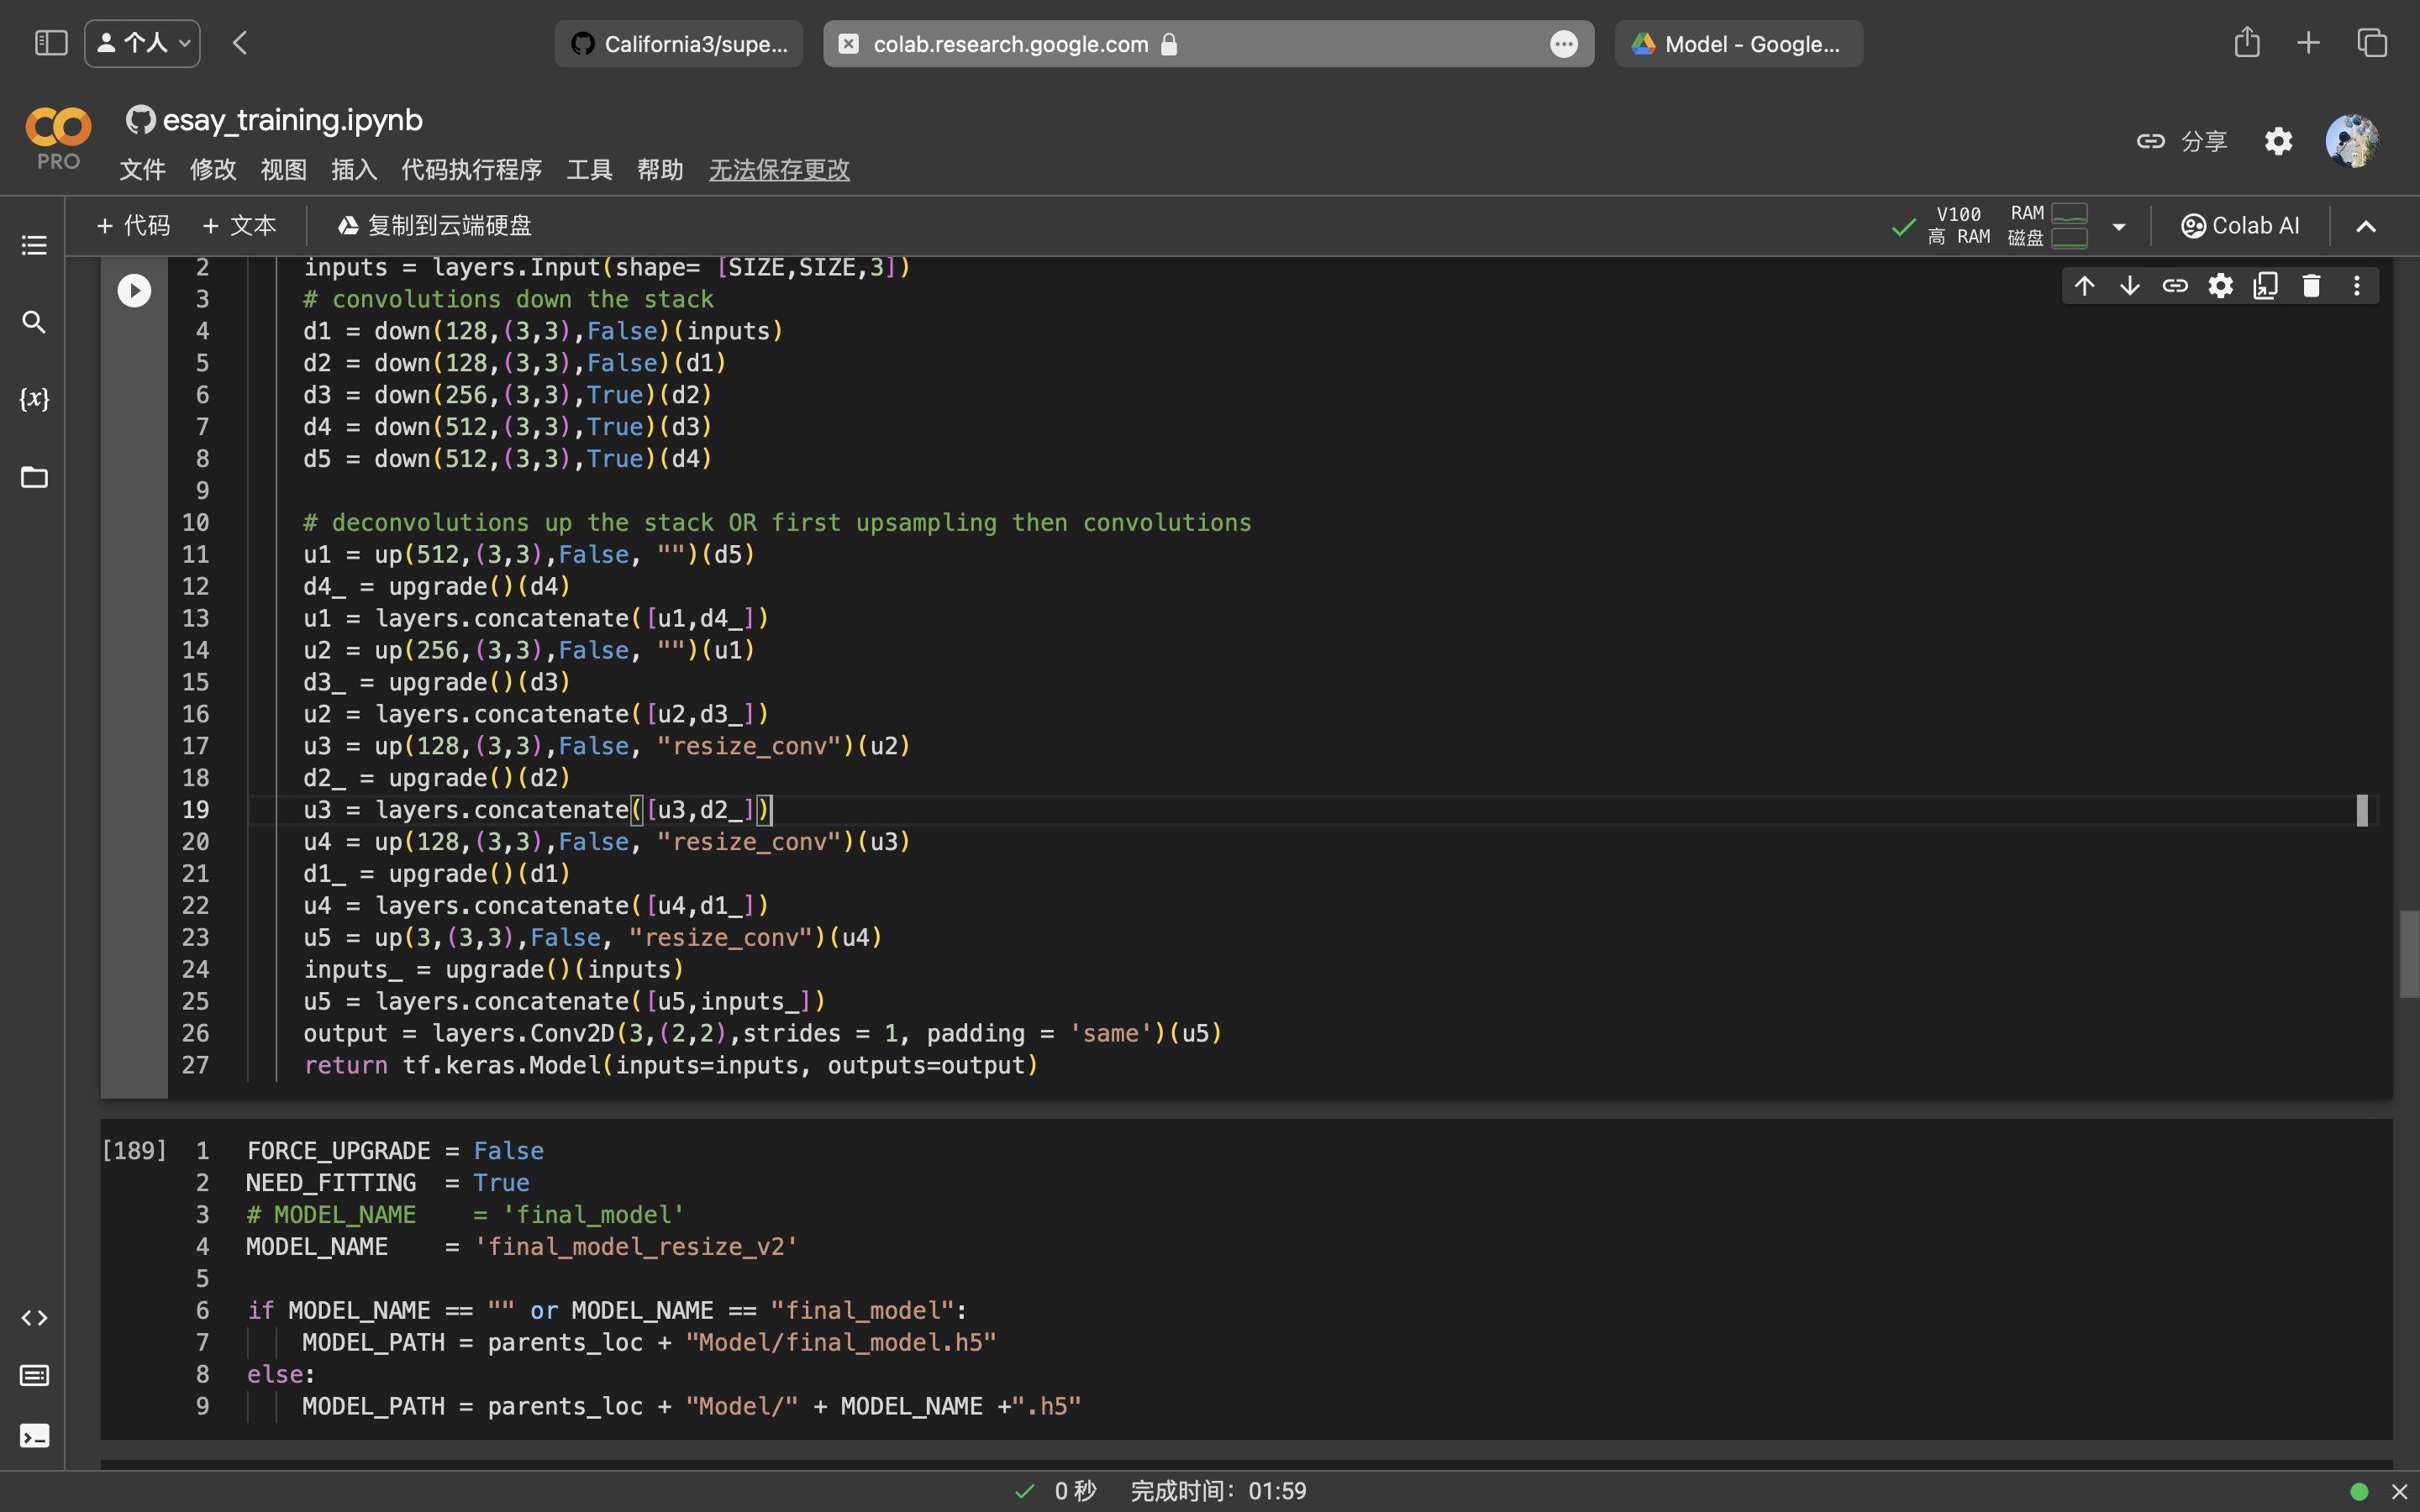 个人
California3/supe...
colab.research.google.com
Model - Google...
PRO
esay_training.ipynb
文件 修改 视图 插入 代码执行程序 工具 帮助 无法保存更改
分享
+ 代码 + 文本 复制到云端硬盘
V100 高 RAM
RAM
磁盘
Colab AI
{x}
2 inputs = layers.Input(shape= [SIZE,SIZE,3])
3 # convolutions down the stack
4 d1 = down(128,(3,3),False)(inputs)
5 d2 = down(128,(3,3),False)(d1)
6 d3 = down(256,(3,3),True)(d2)
7 d4 = down(512,(3,3),True)(d3)
8 d5 = down(512,(3,3),True)(d4)
9
10 # deconvolutions up the stack OR first upsampling then convolutions
11 u1 = up(512,(3,3),False, "")(d5)
12 d4_ = upgrade()(d4)
13 u1 = layers.concatenate([u1,d4_])
14 u2 = up(256,(3,3),False, "")(u1)
15 d3_ = upgrade()(d3)
16 u2 = layers.concatenate([u2,d3_])
17 u3 = up(128,(3,3),False, "resize_conv")(u2)
18 d2_ = upgrade()(d2)
19 u3 = layers.concatenate([u3,d2_])
20 u4 = up(128,(3,3),False, "resize_conv")(u3)
21 d1_ = upgrade()(d1)
22 u4 = layers.concatenate([u4,d1_])
23 u5 = up(3,(3,3),False, "resize_conv")(u4)
24 inputs_ = upgrade()(inputs)
25 u5 = layers.concatenate([u5,inputs_])
26 output = layers.Conv2D(3,(2,2),strides = 1, padding = 'same')(u5)
27 return tf.keras.Model(inputs=inputs, outputs=output)
[189] 1 FORCE_UPGRADE = False
2 NEED_FITTING = True
3 # MODEL_NAME = 'final_model'
4 MODEL_NAME = 'final_model_resize_v2'
5
6 if MODEL_NAME == "" or MODEL_NAME == "final_model":
7 MODEL_PATH = parents_loc + "Model/final_model.h5"
8 else:
9 MODEL_PATH = parents_loc + "Model/" + MODEL_NAME +".h5"
0 秒 完成时间：01:59